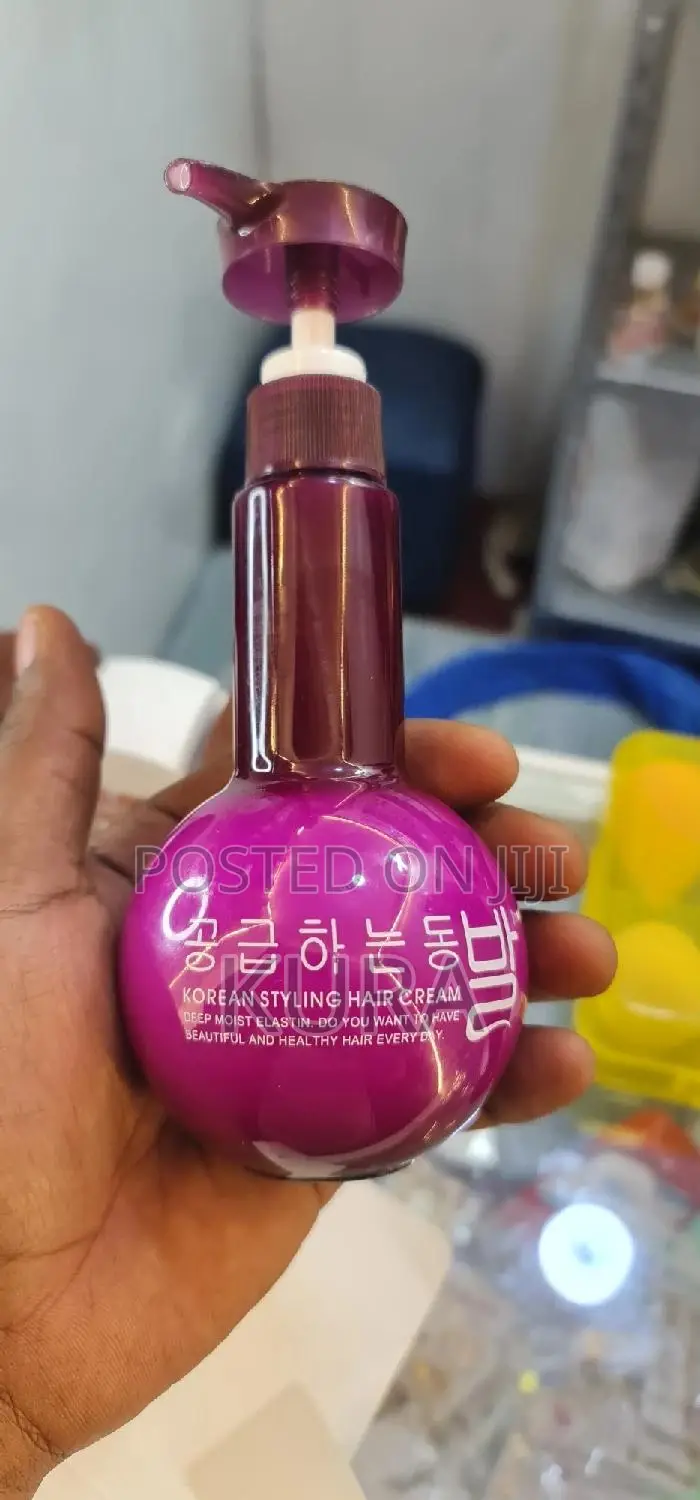 POSTED ON JIJI
공급하는동
KURA
KOREAN STYLING HAIR CREAM
DEEP MOIST ELASTIN. DO YOU WANT TO HAVE
BEAUTIFUL AND HEALTHY HAIR EVERY DAY.